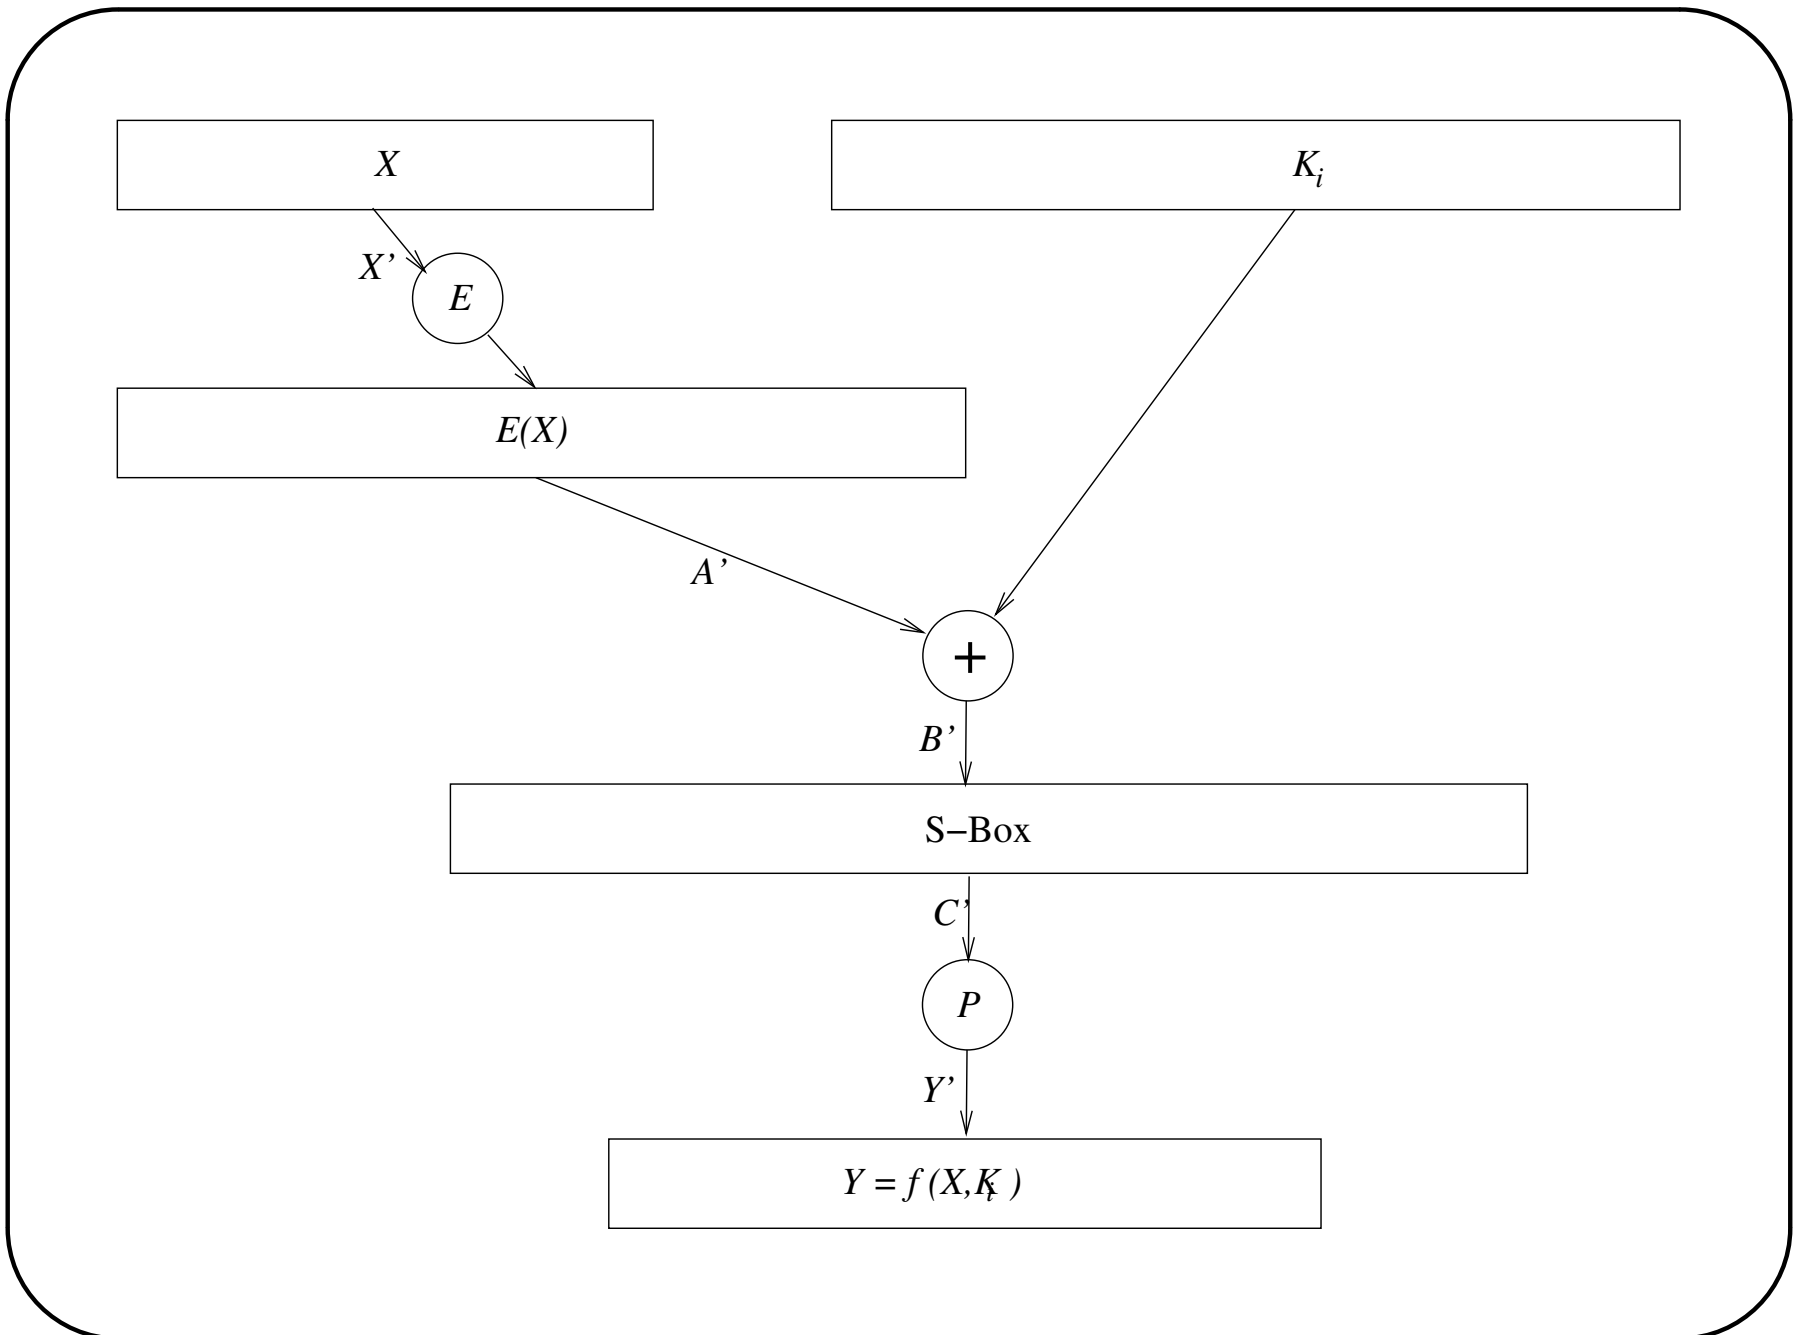 X
K_i
X'
E
E(X)
A'
+
B'
S–Box
C'
P
Y'
Y = f (X,K_i )